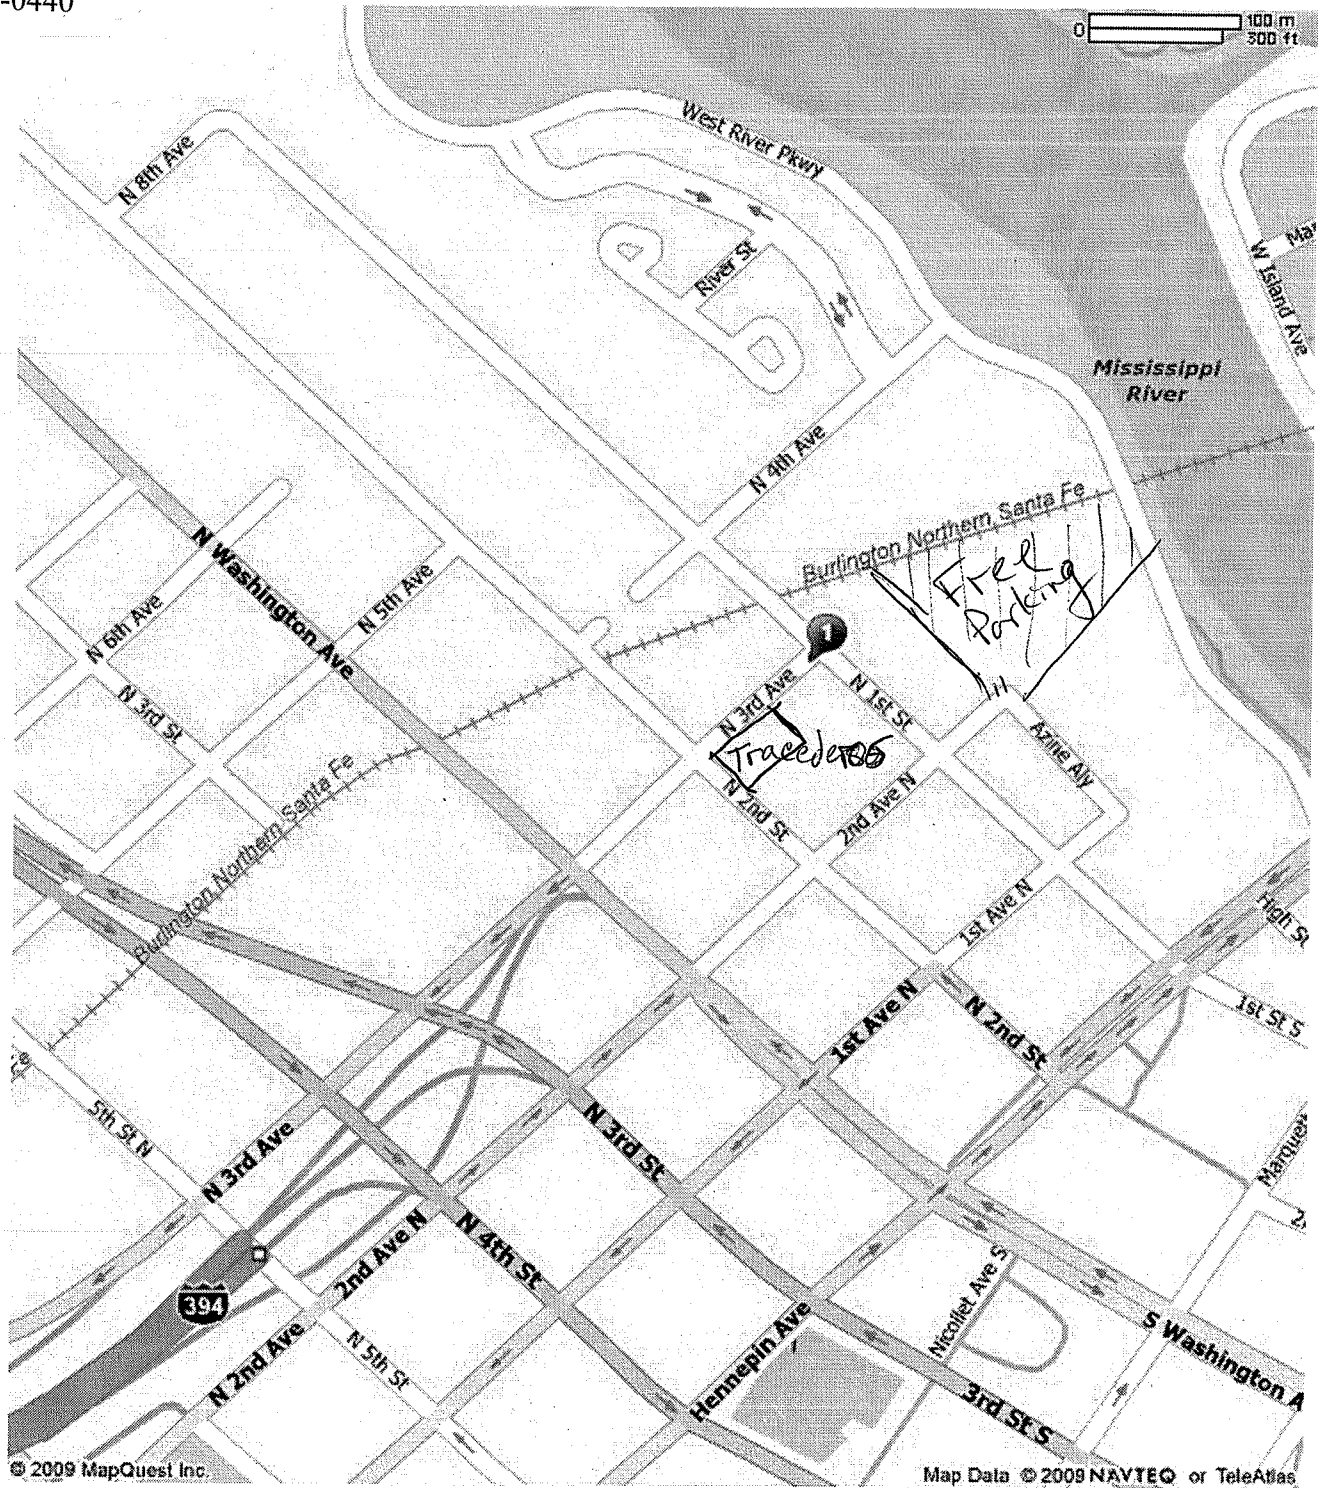 -0440
0
100 m
300 ft
West River Pkwy
N 8th Ave
River St
W Island Ave
Mississippi
River
N 4th Ave
Burlington Northern Santa Fe
Free
Parking
N Washington Ave
N 5th Ave
N 6th Ave
1
N 3rd Ave
N 1st St
N 3rd St
Azine Aly
N 2nd St
2nd Ave N
Burlington Northern Santa Fe
1st Ave N
High St
1st Ave N
N 2nd St
1st St S
5th St N
N 3rd Ave
N 3rd St
N 4th St
2nd Ave N
394
N 2nd Ave
N 5th St
Hennepin Ave
Nicollet Ave S
S Washington A
3rd St S
© 2009 MapQuest Inc.
Map Data © 2009 NAVTEQ or TeleAtlas